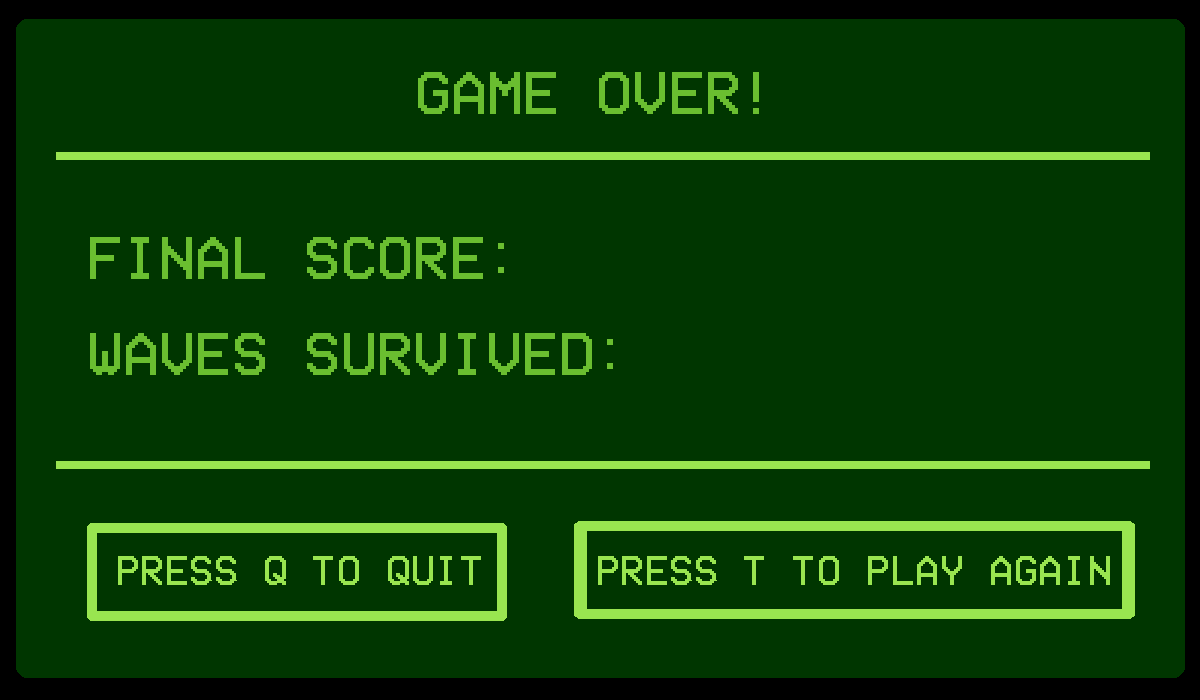 GAME OVER!
FINAL SCORE:
WAVES SURVIVED:
PRESS Q TO QUIT
PRESS T TO PLAY AGAIN